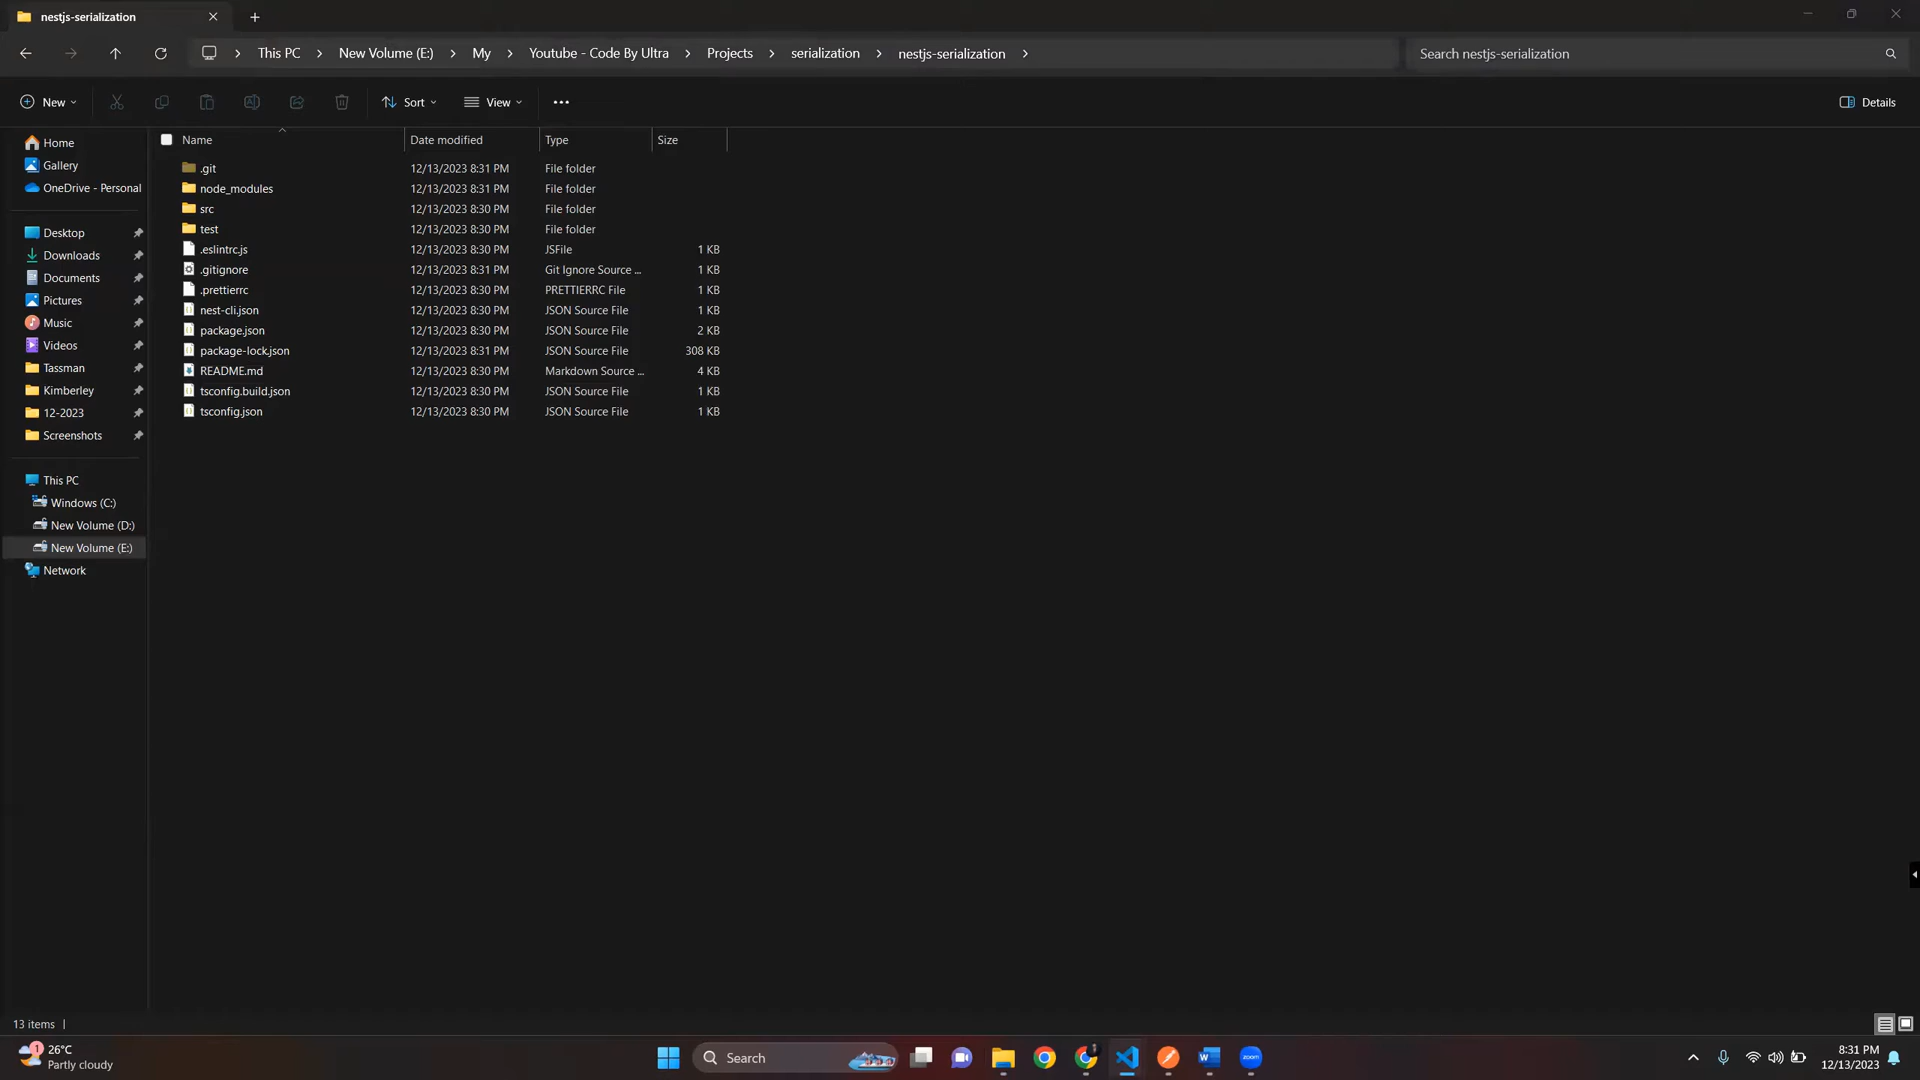 nestjs-serialization
This PC New Volume (E:) My Youtube - Code By Ultra Projects serialization nestjs-serialization Search nestjs-serialization
New Sort View Details
Name Date modified Type Size
Home
Gallery
OneDrive - Personal
Desktop
Downloads
Documents
Pictures
Music
Videos
Tassman
Kimberley
12-2023
Screenshots
This PC
Windows (C:)
New Volume (D:)
New Volume (E:)
Network
.git 12/13/2023 8:31 PM File folder
node_modules 12/13/2023 8:31 PM File folder
src 12/13/2023 8:30 PM File folder
test 12/13/2023 8:30 PM File folder
.eslintrc.js 12/13/2023 8:30 PM JSFile 1 KB
.gitignore 12/13/2023 8:31 PM Git Ignore Source ... 1 KB
.prettierrc 12/13/2023 8:30 PM PRETTIERRC File 1 KB
nest-cli.json 12/13/2023 8:30 PM JSON Source File 1 KB
package.json 12/13/2023 8:30 PM JSON Source File 2 KB
package-lock.json 12/13/2023 8:31 PM JSON Source File 308 KB
README.md 12/13/2023 8:30 PM Markdown Source ... 4 KB
tsconfig.build.json 12/13/2023 8:30 PM JSON Source File 1 KB
tsconfig.json 12/13/2023 8:30 PM JSON Source File 1 KB
13 items
1 26°C
Partly cloudy
Search
zoom
8:31 PM
12/13/2023